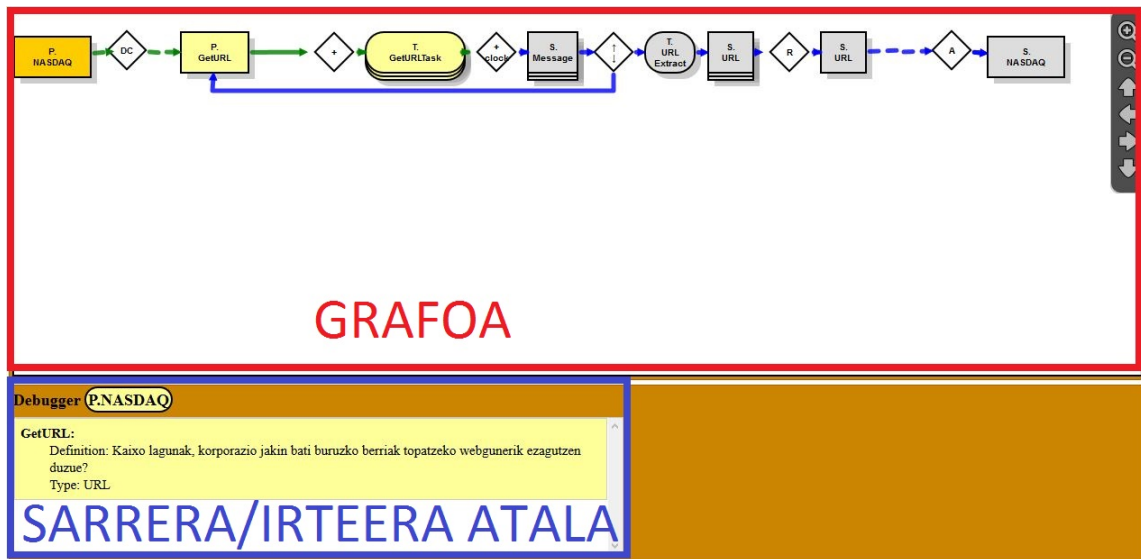 P.
NASDAQ
DC
P.
GetURL
+
T.
GetURLTask
+
clock
S.
Message
↑
↓
T.
URL
Extract
S.
URL
R
S.
URL
A
S.
NASDAQ
GRAFOA
Debugger P.NASDAQ
GetURL:
Definition: Kaixo lagunak, korporazio jakin bati buruzko berriak topatzeko webgunerik ezagutzen
duzue?
Type: URL
SARRERA/IRTEERA ATALA